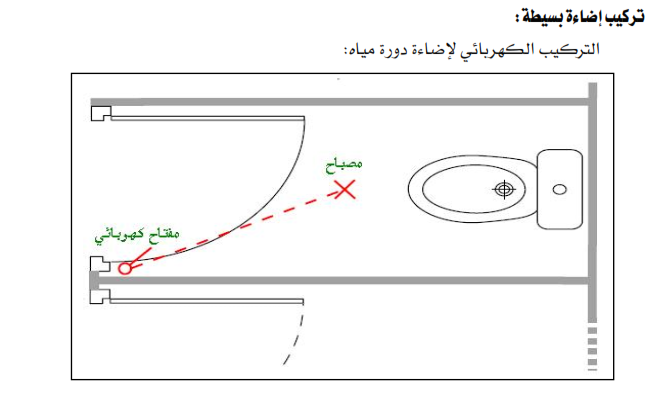 تركيب إضاءة بسيطة :
التركيب الكهربائي لإضاءة دورة مياه:
مصباح
مفتاح كهربائي